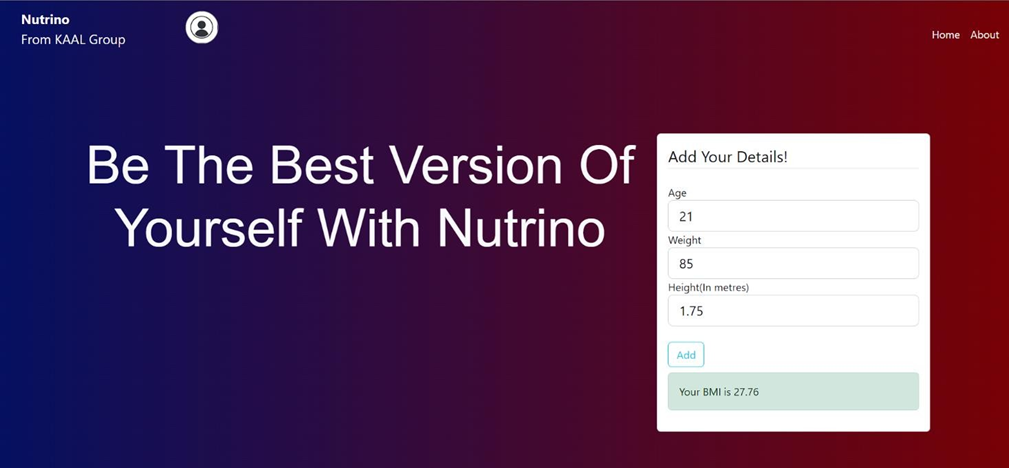 Nutrino
From KAAL Group
Home About
Be The Best Version Of
Yourself With Nutrino
Add Your Details!
Age
21
Weight
85
Height(In metres)
1.75
Add
Your BMI is 27.76